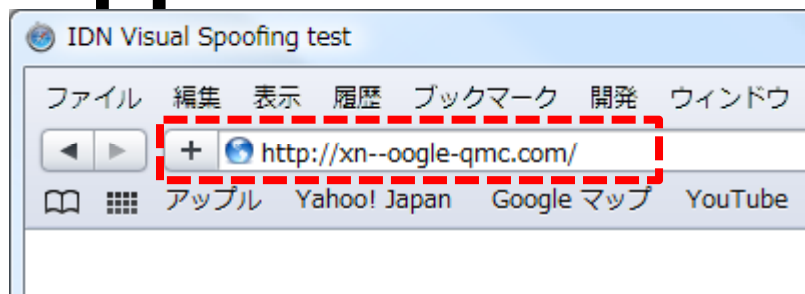 IDN Visual Spoofing test
ファイル 編集 表示 履歴 ブックマーク 開発 ウィンドウ
http://xn--oogle-qmc.com/
アップル Yahoo! Japan Google マップ YouTube